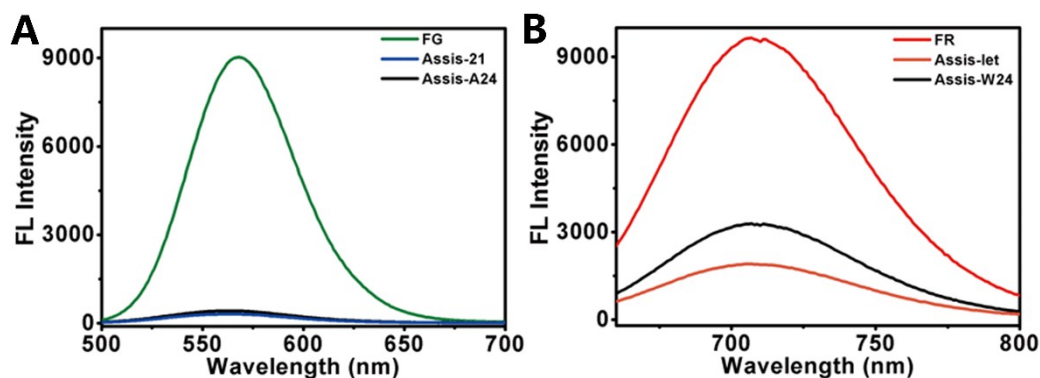 A
FG
Assis-21
Assis-A24
FL Intensity
9000
6000
3000
0
500
550
600
650
700
Wavelength (nm)
B
FR
Assis-let
Assis-W24
FL Intensity
9000
6000
3000
0
700
750
800
Wavelength (nm)